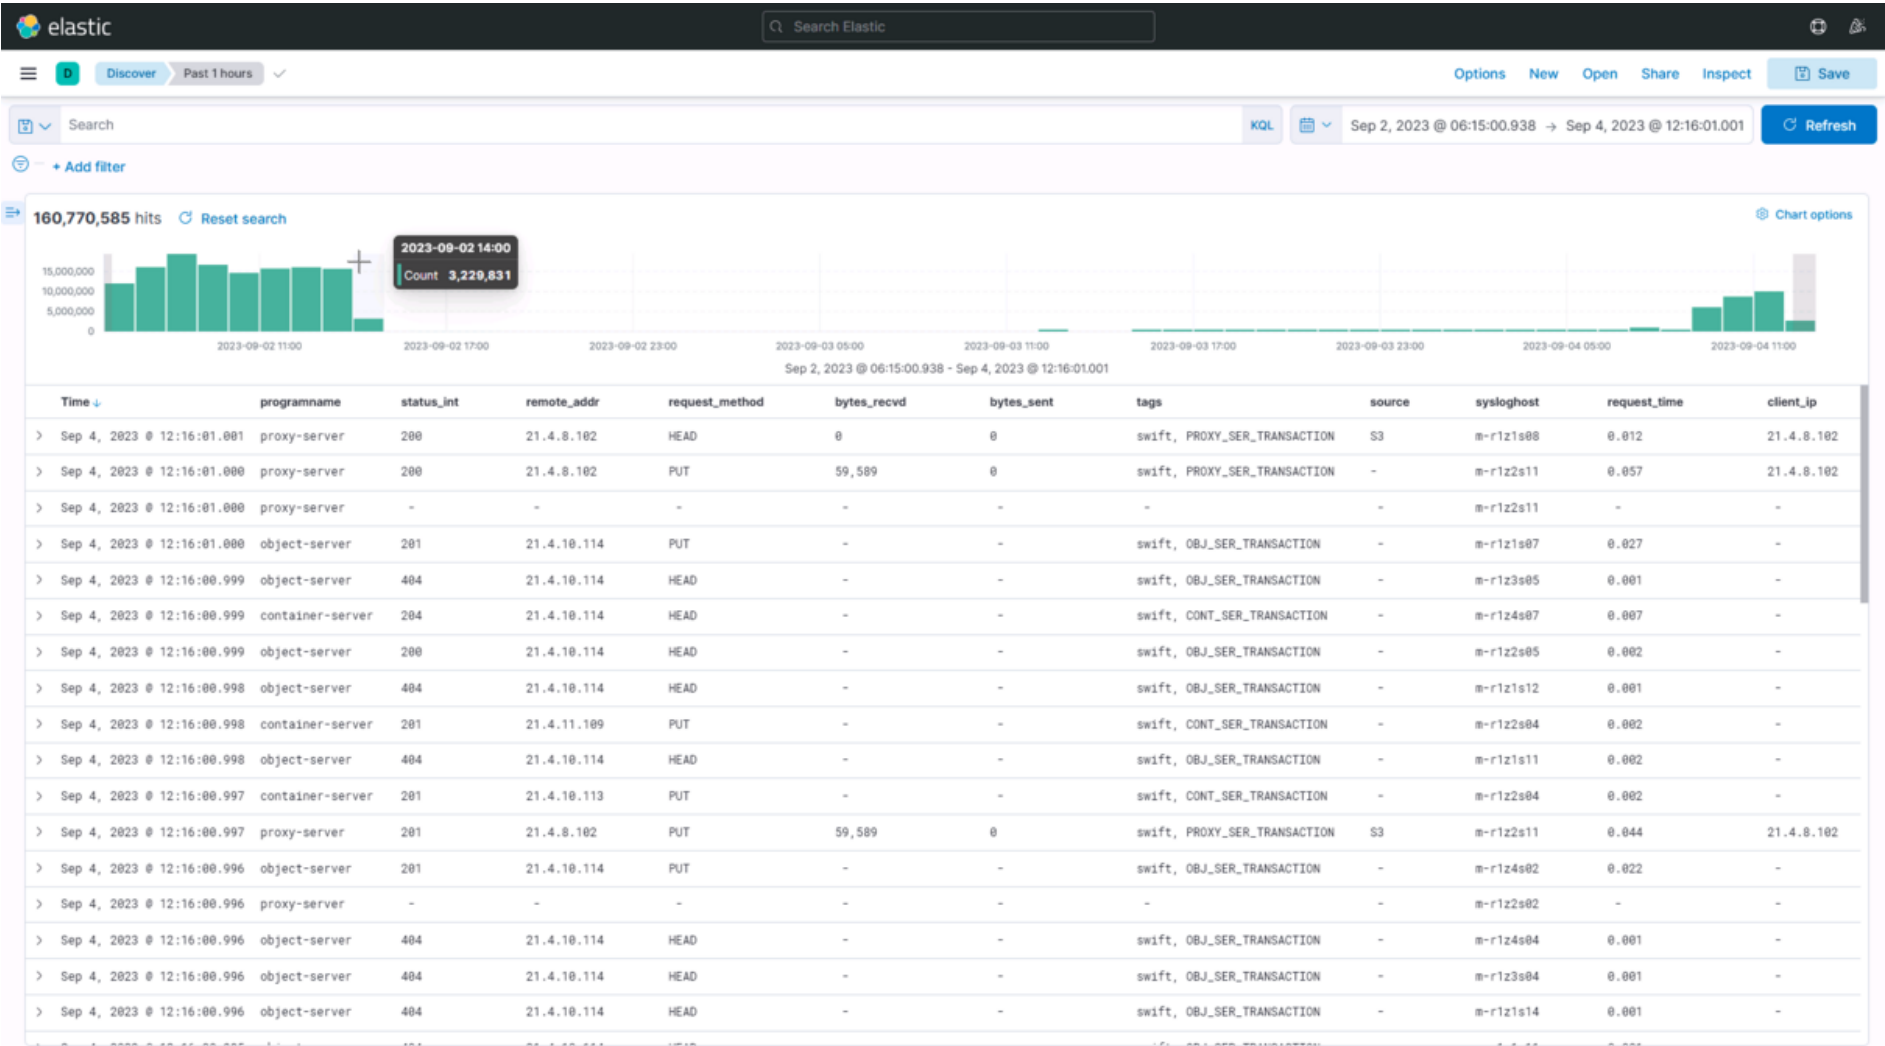 elastic
Search Elastic
D Discover Past 1 hours Options New Open Share Inspect Save
Search KQL Sep 2, 2023 @ 06:15:00.938 → Sep 4, 2023 @ 12:16:01.001 Refresh
+ Add filter
160,770,585 hits Reset search Chart options
2023-09-02 14:00
Count 3,229,831
15,000,000
10,000,000
5,000,000
0
2023-09-02 11:00 2023-09-02 17:00 2023-09-02 23:00 2023-09-03 05:00 2023-09-03 11:00 2023-09-03 17:00 2023-09-03 23:00 2023-09-04 05:00 2023-09-04 11:00
Sep 2, 2023 @ 06:15:00.938 - Sep 4, 2023 @ 12:16:01.001
Time programname status_int remote_addr request_method bytes_recvd bytes_sent tags source sysloghost request_time client_ip
Sep 4, 2023 @ 12:16:01.001 proxy-server 200 21.4.8.102 HEAD 0 0 swift, PROXY_SER_TRANSACTION S3 m-r1z1s08 0.012 21.4.8.102
Sep 4, 2023 @ 12:16:01.000 proxy-server 200 21.4.8.102 PUT 59,589 0 swift, PROXY_SER_TRANSACTION - m-r1z2s11 0.057 21.4.8.102
Sep 4, 2023 @ 12:16:01.000 proxy-server - - - - - - - m-r1z2s11 - -
Sep 4, 2023 @ 12:16:01.000 object-server 201 21.4.10.114 PUT - - swift, OBJ_SER_TRANSACTION - m-r1z1s07 0.027 -
Sep 4, 2023 @ 12:16:00.999 object-server 404 21.4.10.114 HEAD - - swift, OBJ_SER_TRANSACTION - m-r1z3s05 0.001 -
Sep 4, 2023 @ 12:16:00.999 container-server 204 21.4.10.114 HEAD - - swift, CONT_SER_TRANSACTION - m-r1z4s07 0.007 -
Sep 4, 2023 @ 12:16:00.999 object-server 200 21.4.10.114 HEAD - - swift, OBJ_SER_TRANSACTION - m-r1z2s05 0.002 -
Sep 4, 2023 @ 12:16:00.998 object-server 404 21.4.10.114 HEAD - - swift, OBJ_SER_TRANSACTION - m-r1z1s12 0.001 -
Sep 4, 2023 @ 12:16:00.998 container-server 201 21.4.11.109 PUT - - swift, CONT_SER_TRANSACTION - m-r1z2s04 0.002 -
Sep 4, 2023 @ 12:16:00.998 object-server 404 21.4.10.114 HEAD - - swift, OBJ_SER_TRANSACTION - m-r1z1s11 0.002 -
Sep 4, 2023 @ 12:16:00.997 container-server 201 21.4.10.113 PUT - - swift, CONT_SER_TRANSACTION - m-r1z2s04 0.002 -
Sep 4, 2023 @ 12:16:00.997 proxy-server 201 21.4.8.102 PUT 59,589 0 swift, PROXY_SER_TRANSACTION S3 m-r1z2s11 0.044 21.4.8.102
Sep 4, 2023 @ 12:16:00.996 object-server 201 21.4.10.114 PUT - - swift, OBJ_SER_TRANSACTION - m-r1z4s02 0.022 -
Sep 4, 2023 @ 12:16:00.996 proxy-server - - - - - - - m-r1z2s02 - -
Sep 4, 2023 @ 12:16:00.996 object-server 404 21.4.10.114 HEAD - - swift, OBJ_SER_TRANSACTION - m-r1z4s04 0.001 -
Sep 4, 2023 @ 12:16:00.996 object-server 404 21.4.10.114 HEAD - - swift, OBJ_SER_TRANSACTION - m-r1z3s04 0.001 -
Sep 4, 2023 @ 12:16:00.996 object-server 404 21.4.10.114 HEAD - - swift, OBJ_SER_TRANSACTION - m-r1z1s14 0.001 -